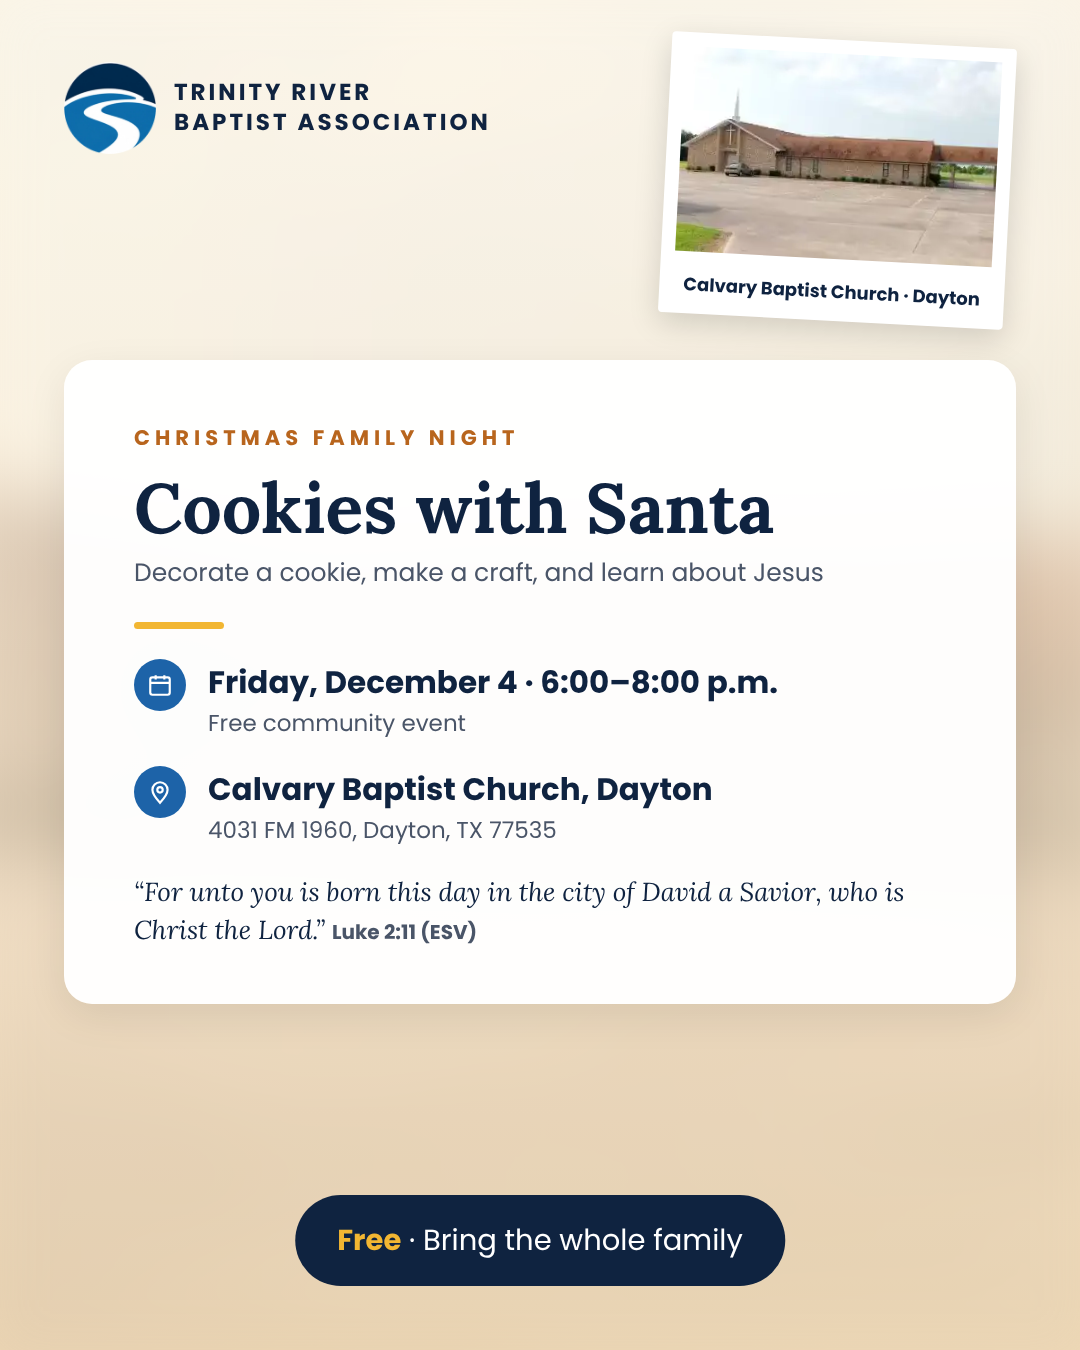 TRINITY RIVER
BAPTIST ASSOCIATION
Calvary Baptist Church · Dayton
CHRISTMAS FAMILY NIGHT
Cookies with Santa
Decorate a cookie, make a craft, and learn about Jesus
Friday, December 4 · 6:00–8:00 p.m.
Free community event
Calvary Baptist Church, Dayton
4031 FM 1960, Dayton, TX 77535
“For unto you is born this day in the city of David a Savior, who is
Christ the Lord.” Luke 2:11 (ESV)
Free · Bring the whole family